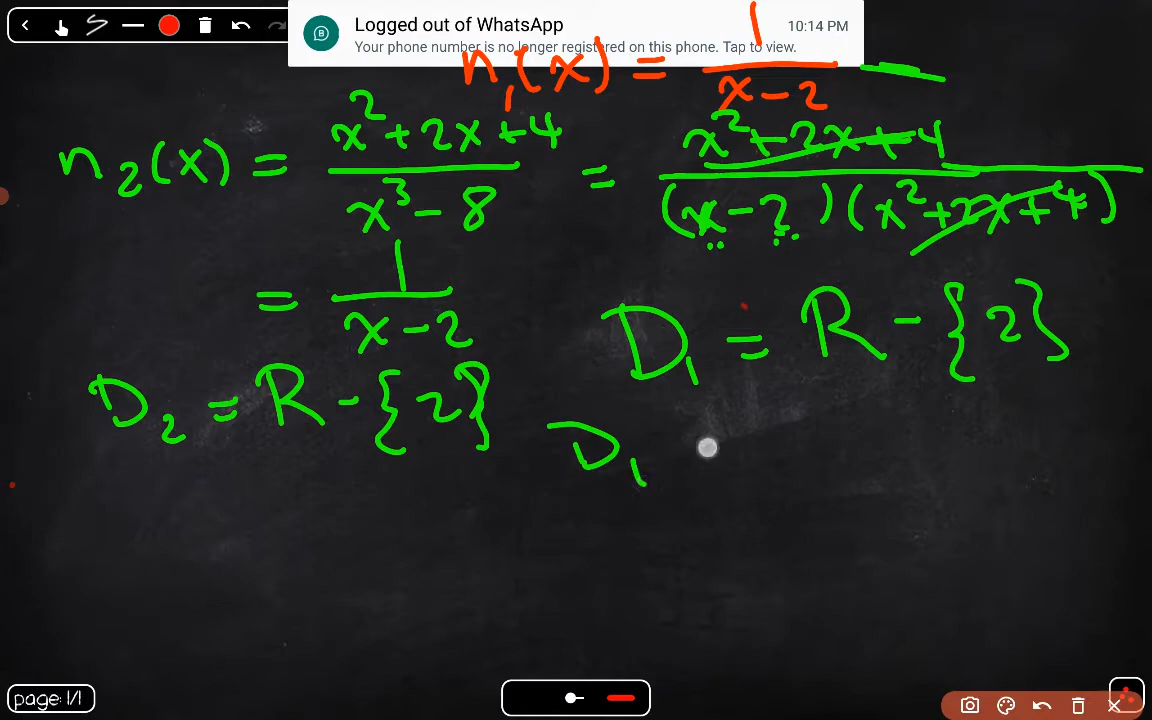 Logged out of WhatsApp
10:14 PM
Your phone number is no longer registered on this phone. Tap to view.
n₁(x) = 1/(x-2)
n₂(x) = (x²+2x+4)/(x³-8) = (x²+2x+4)/((x-2)(x²+2x+4))
= 1/(x-2)
D₁ = R - {2}
D₂ = R - {2}
D₁
page: 1/1